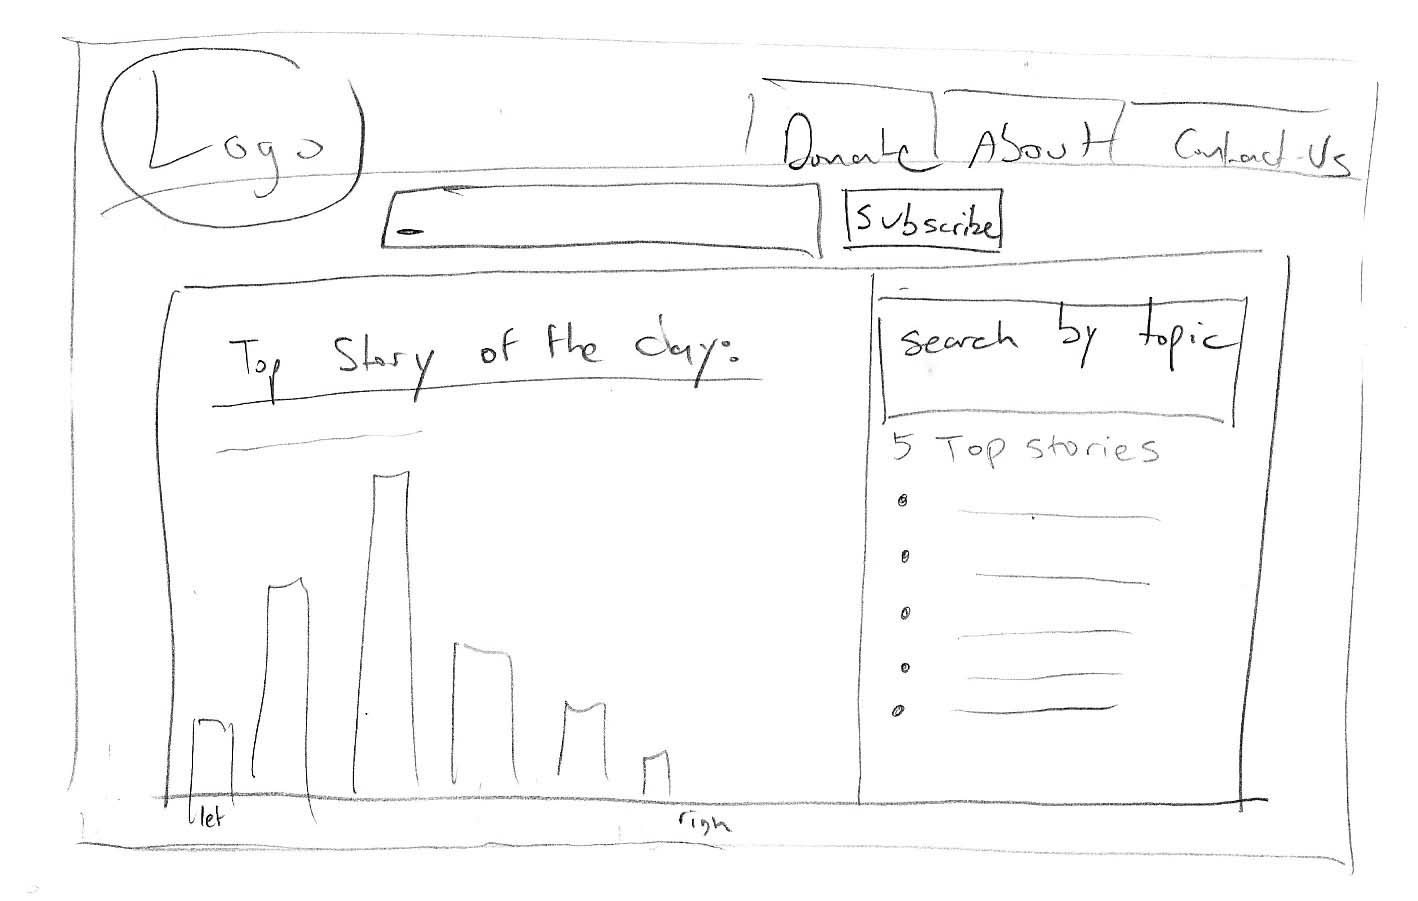 Logo
Donate
About
Contact-Us
Subscribe
Top Story of the day:
search by topic
5 Top stories
let
righ